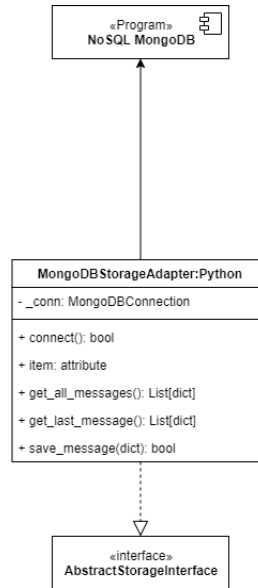 «Program»
NoSQL MongoDB
MongoDBStorageAdapter:Python
- _conn: MongoDBConnection
+ connect(): bool
+ item: attribute
+ get_all_messages(): List[dict]
+ get_last_message(): List[dict]
+ save_message(dict): bool
«interface»
AbstractStorageInterface